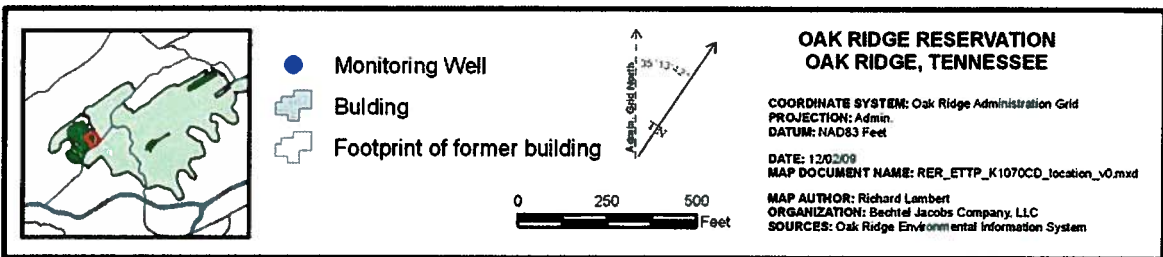 Monitoring Well
Bulding
Footprint of former building
Admin. Grid North
35°13'42"
TN
0 250 500
Feet
OAK RIDGE RESERVATION
OAK RIDGE, TENNESSEE
COORDINATE SYSTEM: Oak Ridge Administration Grid
PROJECTION: Admin.
DATUM: NAD83 Feet
DATE: 12/02/09
MAP DOCUMENT NAME: RER_ETTP_K1070CD_location_v0.mxd
MAP AUTHOR: Richard Lambert
ORGANIZATION: Bechtel Jacobs Company, LLC
SOURCES: Oak Ridge Environmental Information System